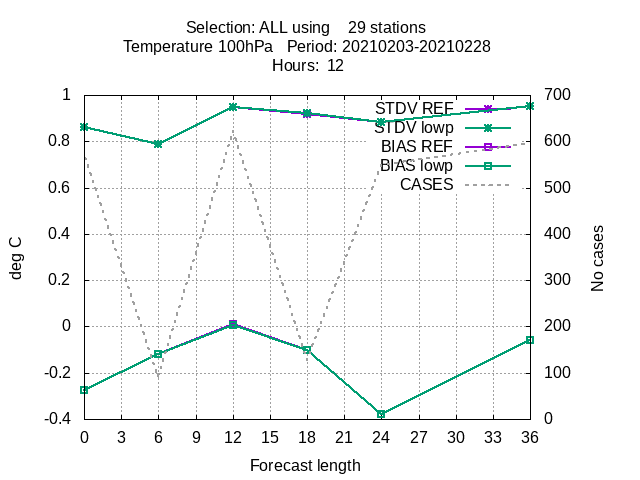 Selection: ALL using 29 stations
Temperature 100hPa Period: 20210203-20210228
Hours: 12
1
0.8
0.6
0.4
0.2
0
-0.2
-0.4
deg C
STDV REF
STDV lowp
BIAS REF
BIAS lowp
CASES
700
600
500
400
300
200
100
0
No cases
0 3 6 9 12 15 18 21 24 27 30 33 36
Forecast length